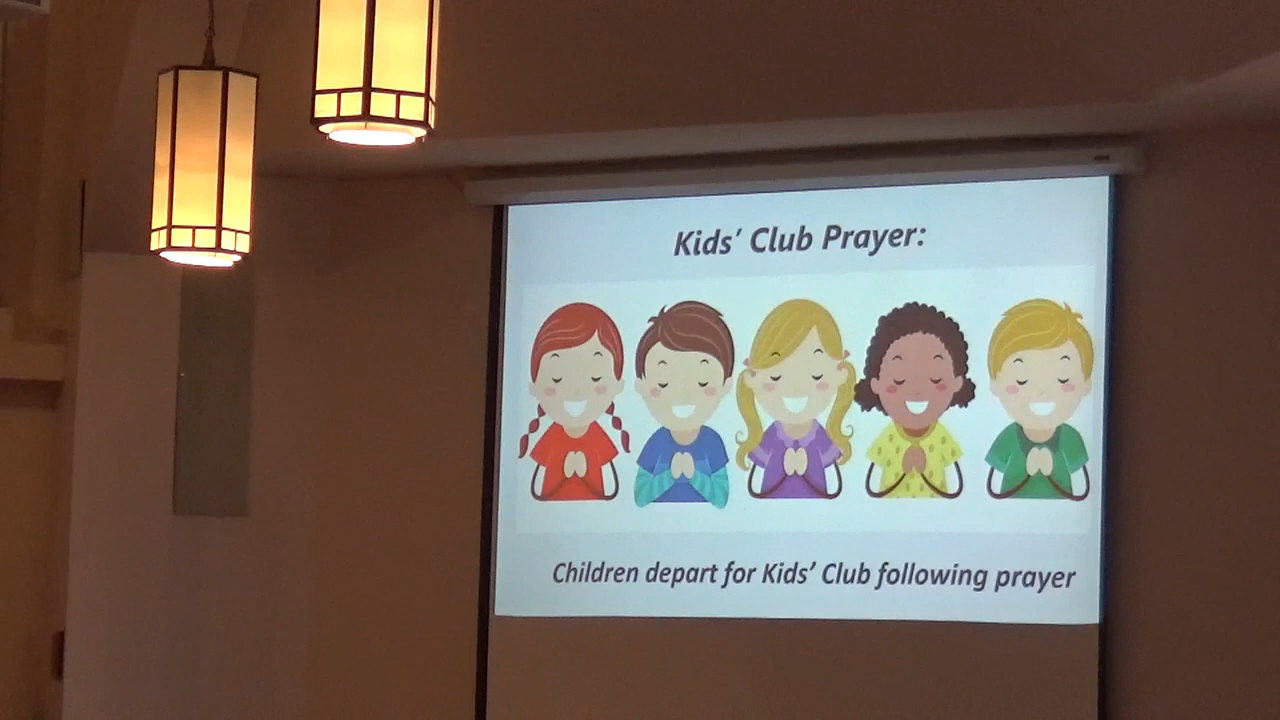 Kids’ Club Prayer:
Children depart for Kids’ Club following prayer